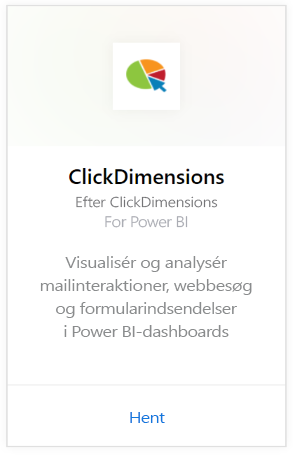 ClickDimensions
Efter ClickDimensions
For Power BI
Visualisér og analysér
mailinteraktioner, webbesøg
og formularindsendelser
i Power BI-dashboards
Hent